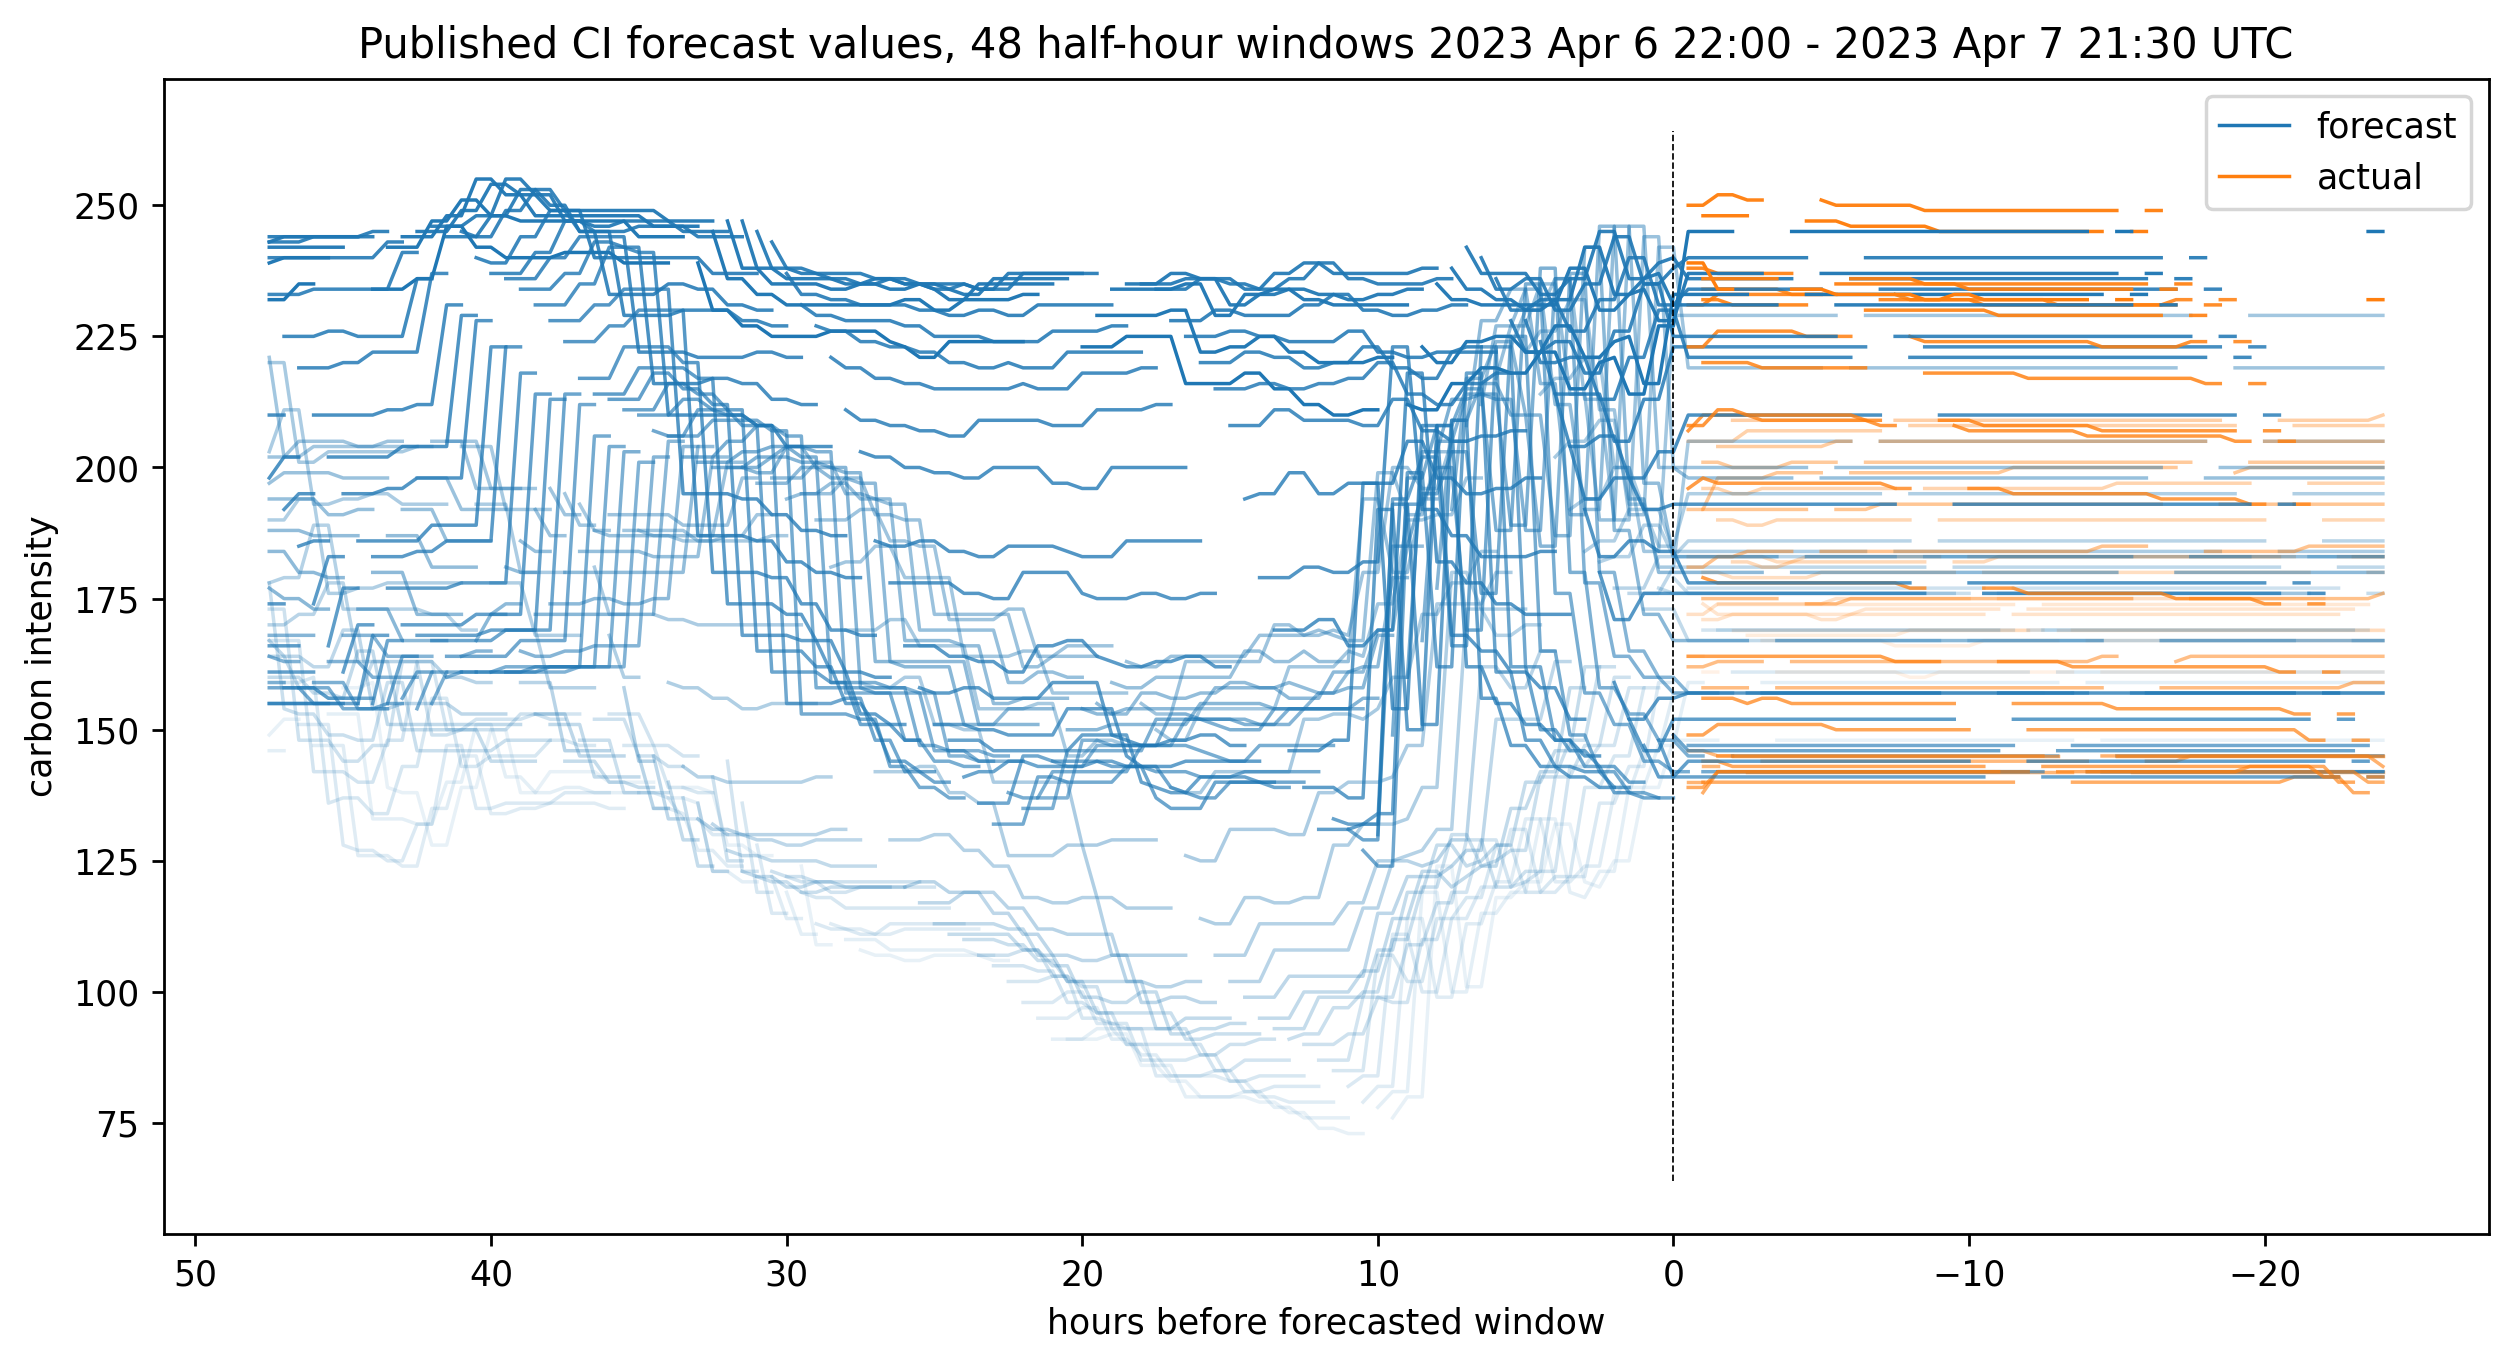 Published CI forecast values, 48 half-hour windows 2023 Apr 6 22:00 - 2023 Apr 7 21:30 UTC
forecast
actual
carbon intensity
250
225
200
175
150
125
100
75
50 40 30 20 10 0 −10 −20
hours before forecasted window